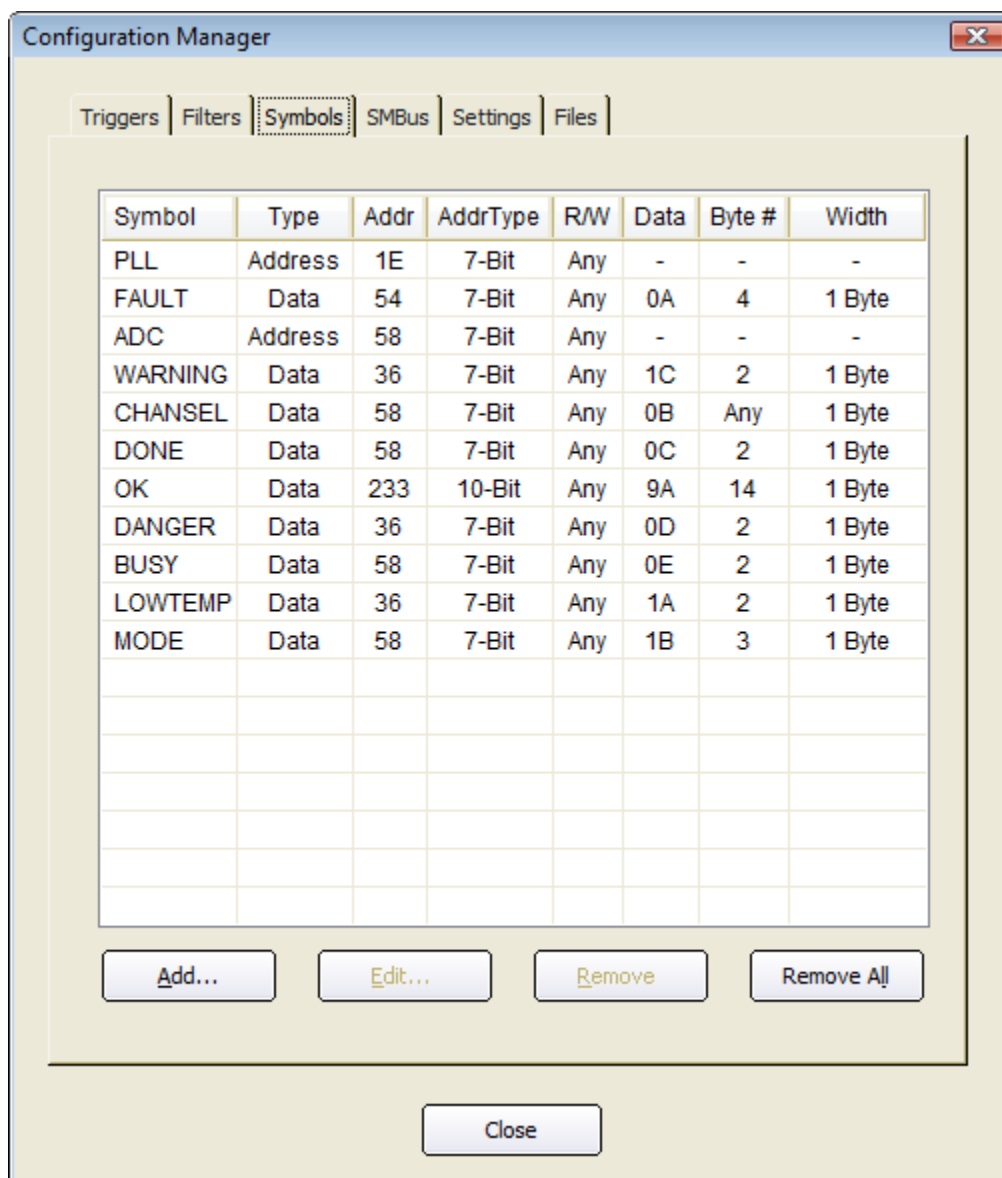 Configuration Manager
Triggers Filters Symbols SMBus Settings Files
Symbol Type Addr AddrType R/W Data Byte # Width
PLL Address 1E 7-Bit Any - - -
FAULT Data 54 7-Bit Any 0A 4 1 Byte
ADC Address 58 7-Bit Any - - -
WARNING Data 36 7-Bit Any 1C 2 1 Byte
CHANSEL Data 58 7-Bit Any 0B Any 1 Byte
DONE Data 58 7-Bit Any 0C 2 1 Byte
OK Data 233 10-Bit Any 9A 14 1 Byte
DANGER Data 36 7-Bit Any 0D 2 1 Byte
BUSY Data 58 7-Bit Any 0E 2 1 Byte
LOWTEMP Data 36 7-Bit Any 1A 2 1 Byte
MODE Data 58 7-Bit Any 1B 3 1 Byte
Add... Edit... Remove Remove All
Close